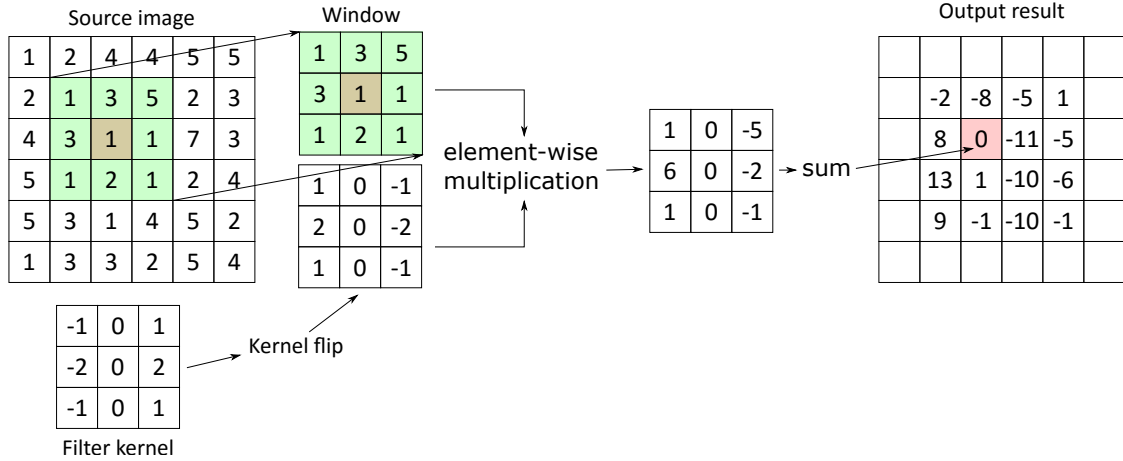 Source image
1 2 4 4 5 5
2 1 3 5 2 3
4 3 1 1 7 3
5 1 2 1 2 4
5 3 1 4 5 2
1 3 3 2 5 4
Window
1 3 5
3 1 1
1 2 1
1 0 -1
2 0 -2
1 0 -1
-1 0 1
-2 0 2
-1 0 1
Filter kernel
Kernel flip
element-wise
multiplication
1 0 -5
6 0 -2
1 0 -1
sum
Output result
-2 -8 -5 1
8 0 -11 -5
13 1 -10 -6
9 -1 -10 -1